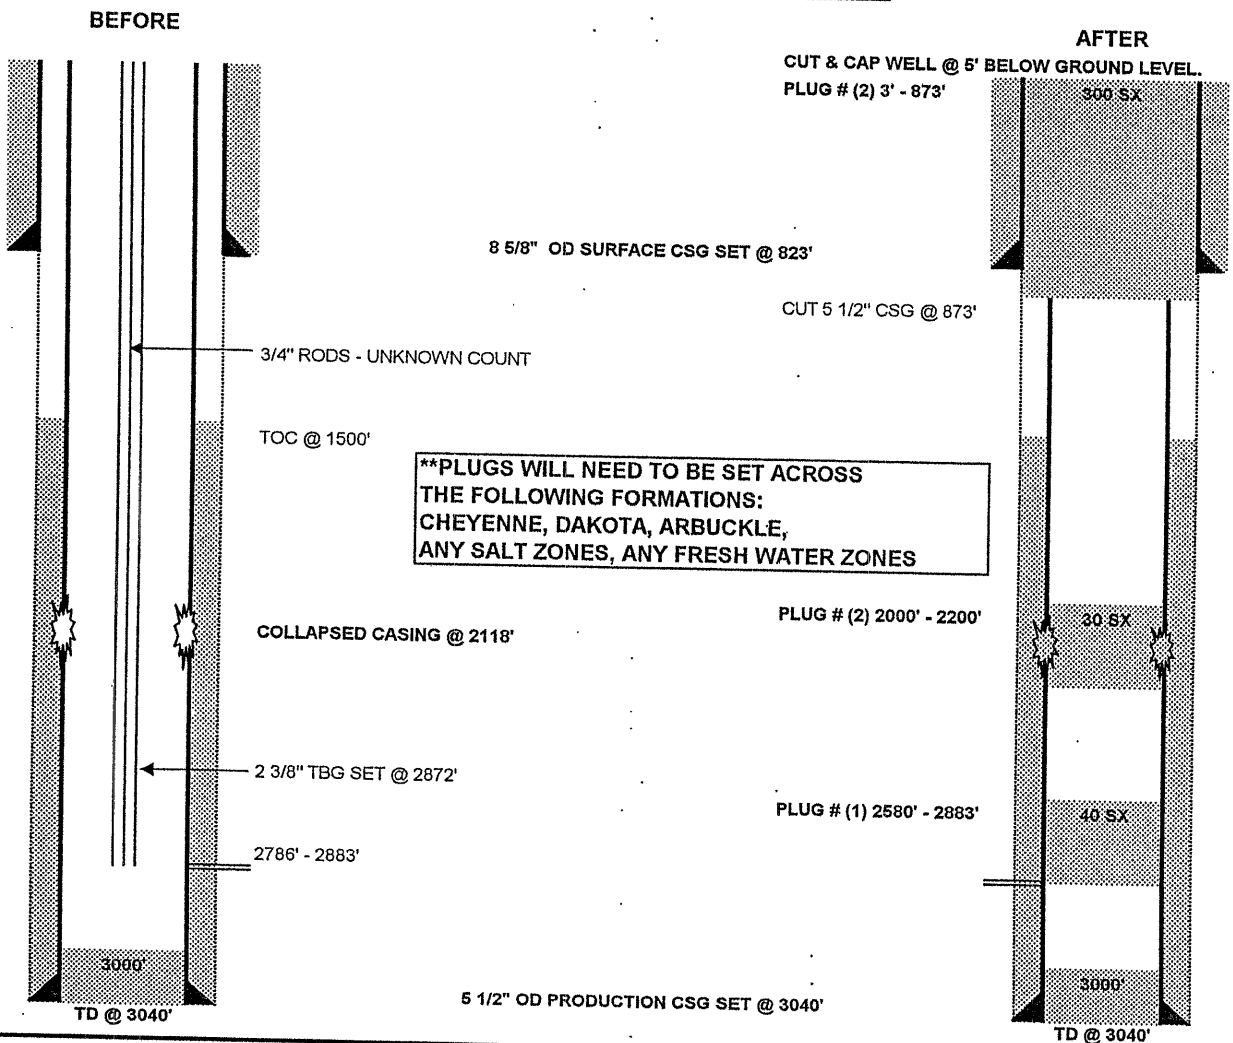 BEFORE
AFTER
CUT & CAP WELL @ 5' BELOW GROUND LEVEL.
PLUG # (2) 3' - 873'
300 SX
8 5/8" OD SURFACE CSG SET @ 823'
CUT 5 1/2" CSG @ 873'
3/4" RODS - UNKNOWN COUNT
TOC @ 1500'
**PLUGS WILL NEED TO BE SET ACROSS
THE FOLLOWING FORMATIONS:
CHEYENNE, DAKOTA, ARBUCKLE,
ANY SALT ZONES, ANY FRESH WATER ZONES
PLUG # (2) 2000' - 2200'
30 SX
COLLAPSED CASING @ 2118'
2 3/8" TBG SET @ 2872'
PLUG # (1) 2580' - 2883'
40 SX
2786' - 2883'
3000'
3000'
5 1/2" OD PRODUCTION CSG SET @ 3040'
TD @ 3040'
TD @ 3040'